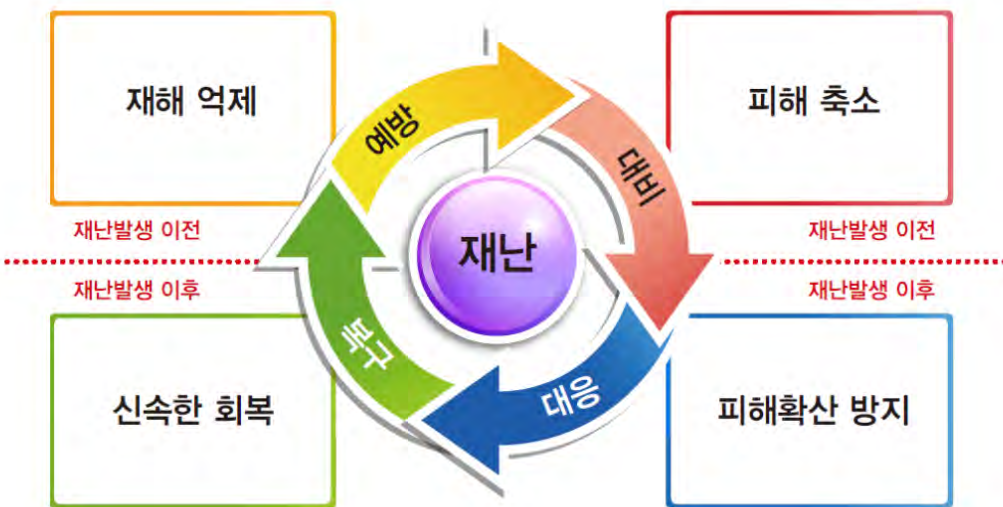 재해 억제
예방
피해 축소
대비
재난발생 이전
재난발생 이전
재난
재난발생 이후
재난발생 이후
복구
대응
신속한 회복
피해확산 방지